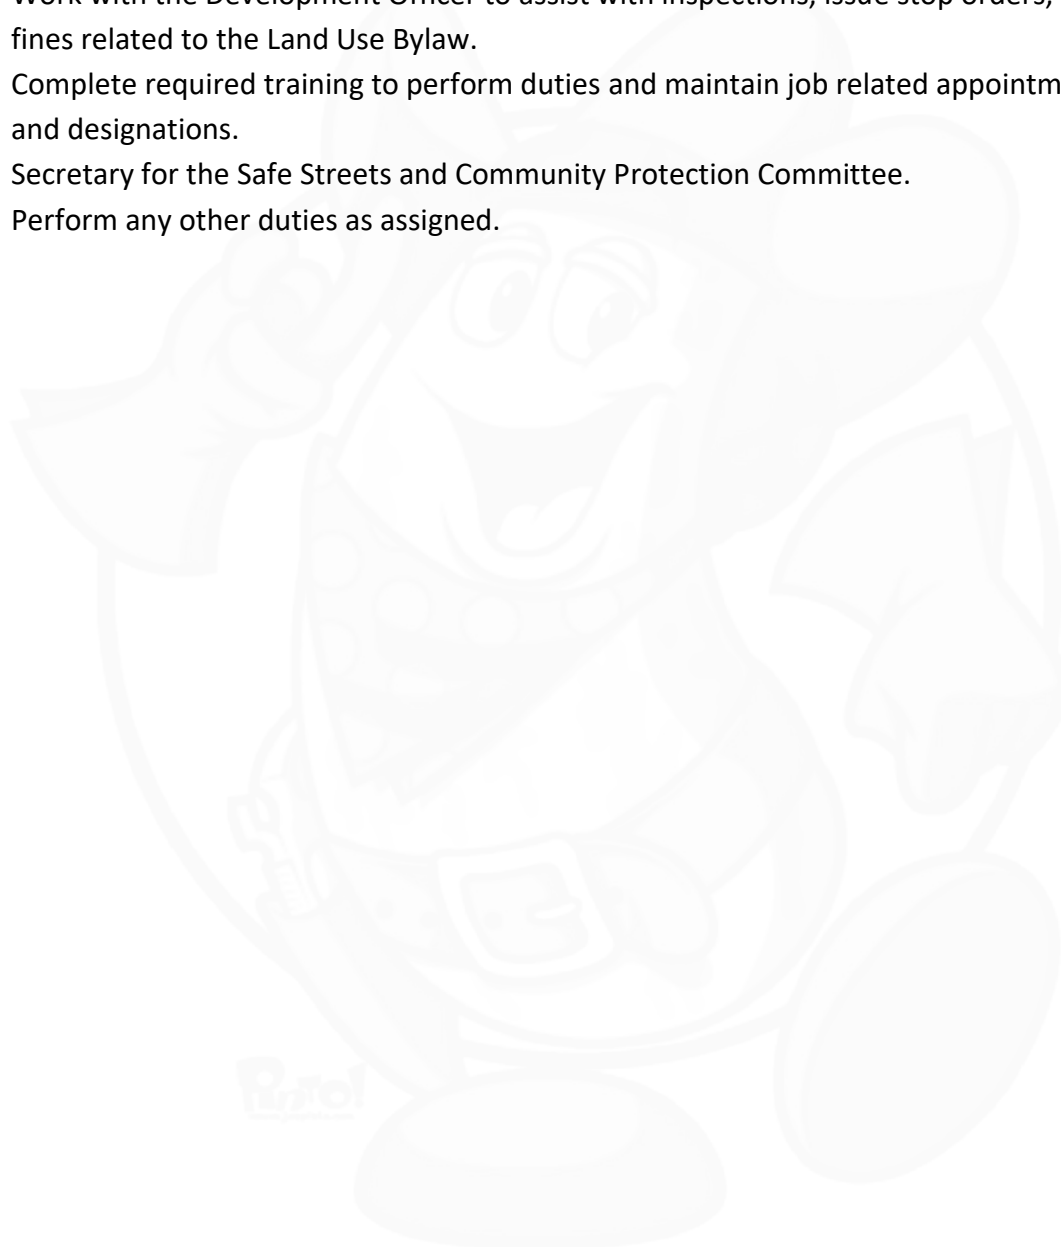 Work with the Development Officer to assist with inspections, issue stop orders,
fines related to the Land Use Bylaw.
Complete required training to perform duties and maintain job related appointm
and designations.
Secretary for the Safe Streets and Community Protection Committee.
Perform any other duties as assigned.
Pinto!